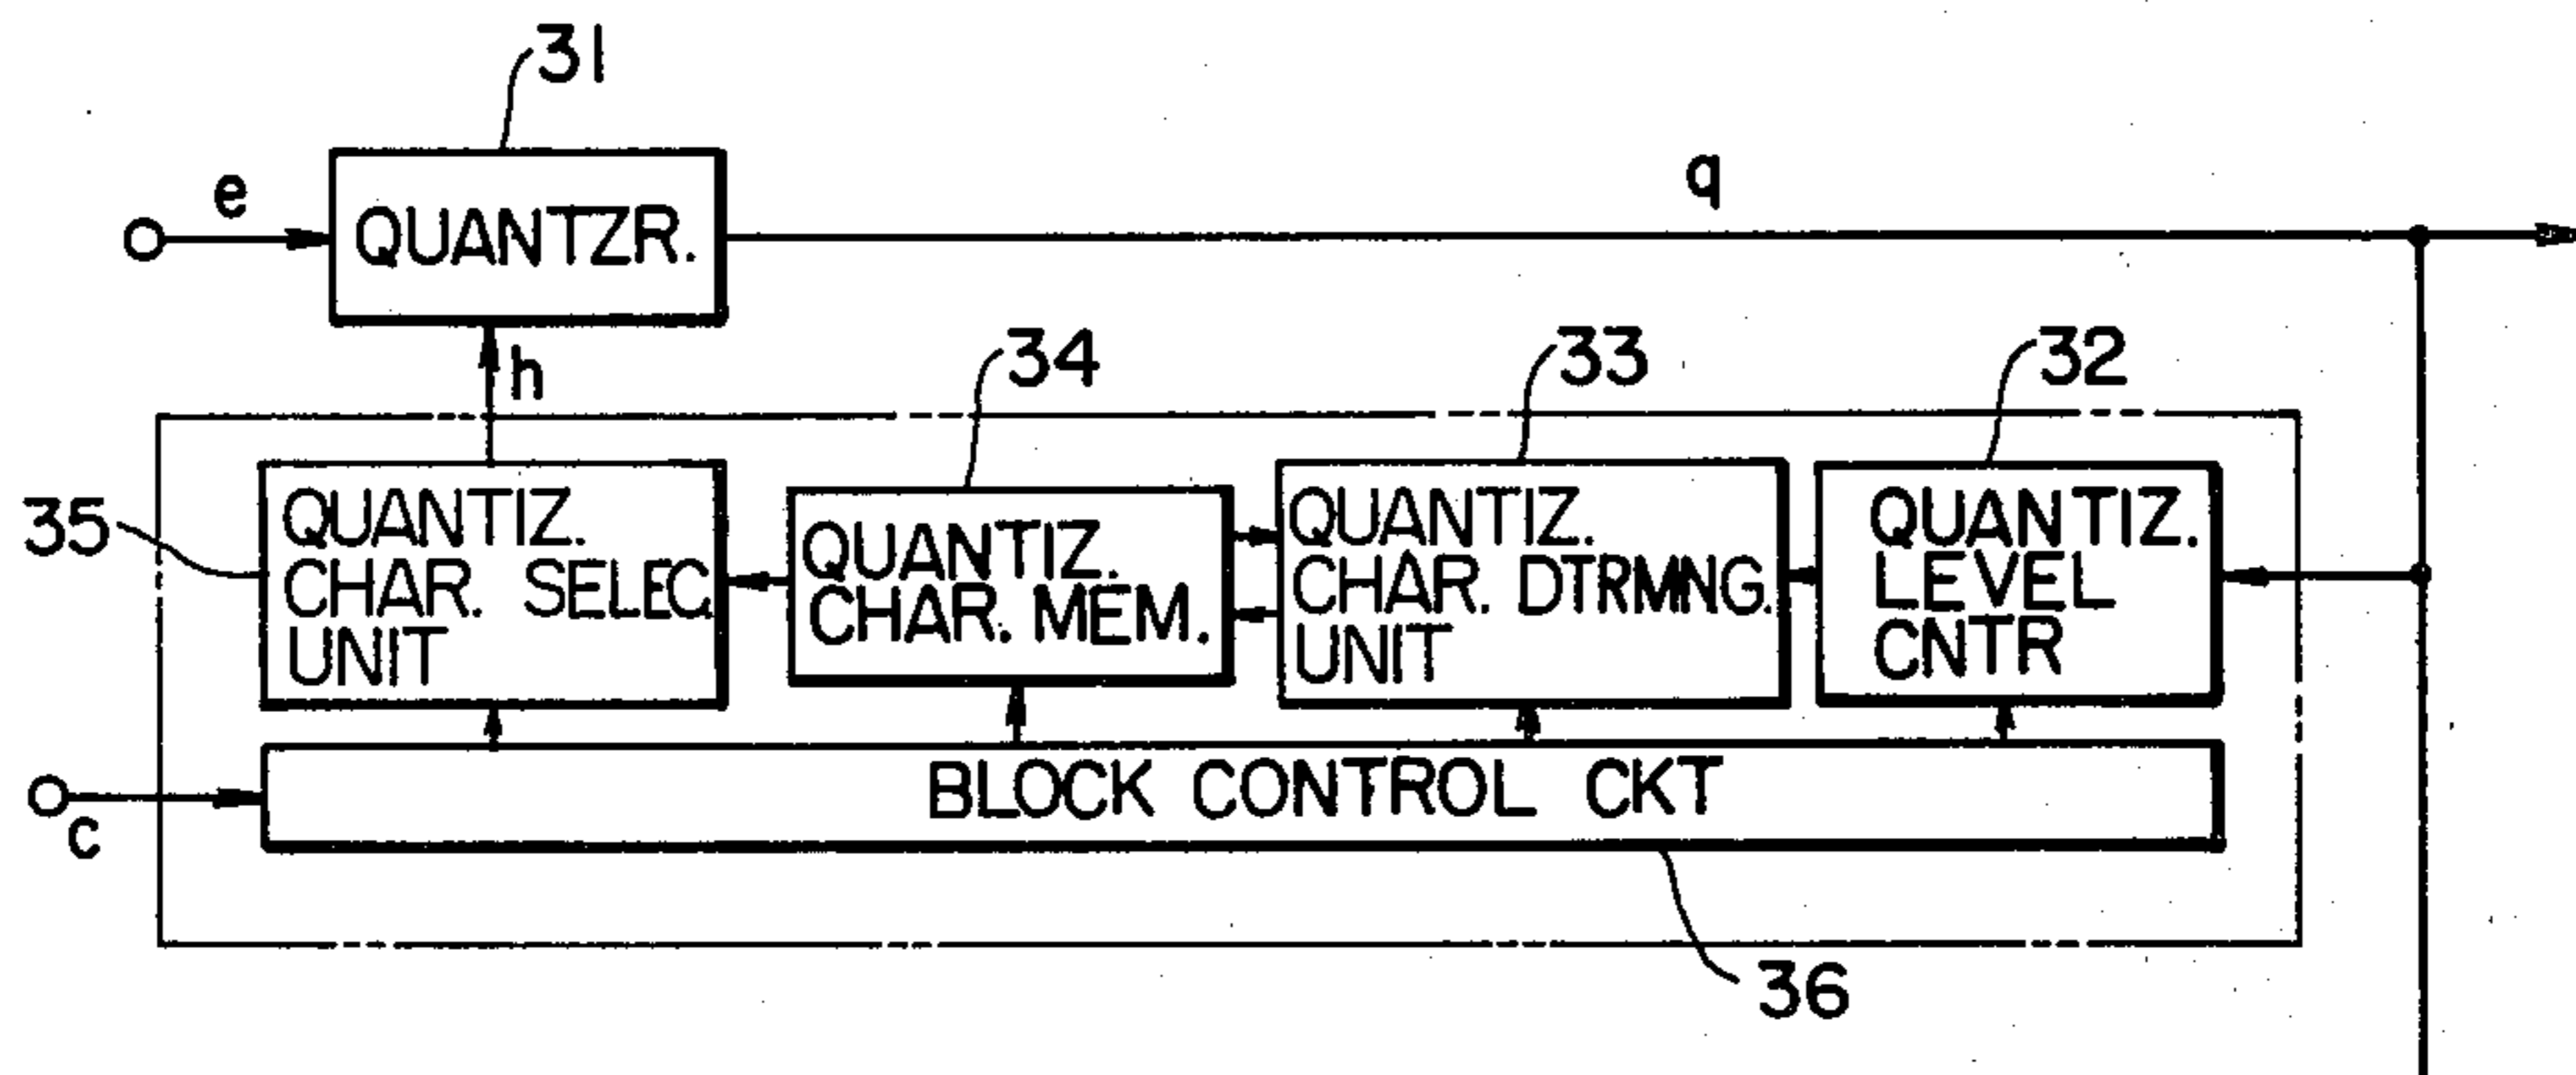 31
e
QUANTZR.
q
h
34
33
32
35
QUANTIZ.
CHAR. SELEC.
UNIT
QUANTIZ.
CHAR. MEM.
QUANTIZ.
CHAR. DTRMNG.
UNIT
QUANTIZ.
LEVEL
CNTR
c
BLOCK CONTROL CKT
36